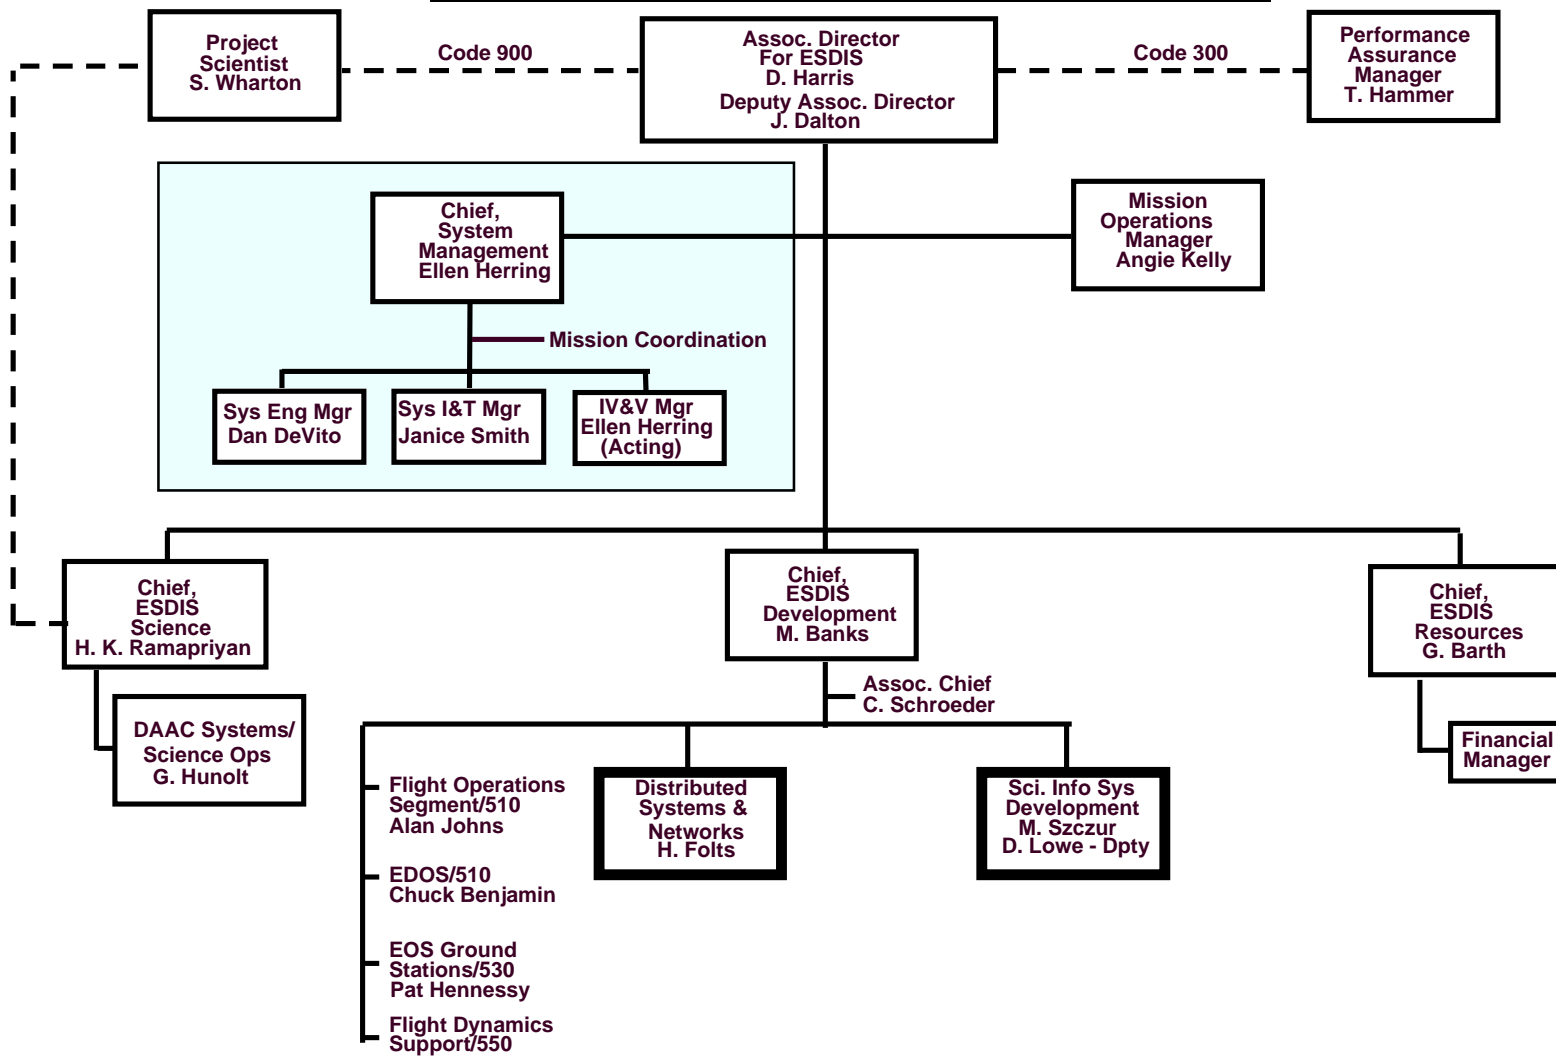 Project
Scientist
S. Wharton
Code 900
Assoc. Director
For ESDIS
D. Harris
Deputy Assoc. Director
J. Dalton
Code 300
Performance
Assurance
Manager
T. Hammer
Chief,
System
Management
Ellen Herring
Mission
Operations
Manager
Angie Kelly
Mission Coordination
Sys Eng Mgr
Dan DeVito
Sys I&T Mgr
Janice Smith
IV&V Mgr
Ellen Herring
(Acting)
Chief,
ESDIS
Science
H. K. Ramapriyan
Chief,
ESDIS
Development
M. Banks
Chief,
ESDIS
Resources
G. Barth
Assoc. Chief
C. Schroeder
DAAC Systems/
Science Ops
G. Hunolt
Financial
Manager
Flight Operations
Segment/510
Alan Johns
Distributed
Systems &
Networks
H. Folts
Sci. Info Sys
Development
M. Szczur
D. Lowe - Dpty
EDOS/510
Chuck Benjamin
EOS Ground
Stations/530
Pat Hennessy
Flight Dynamics
Support/550